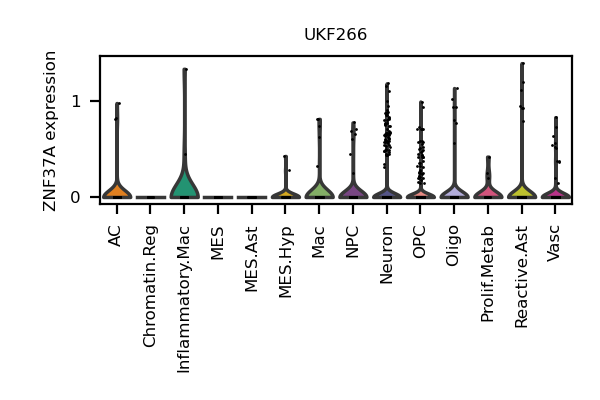 UKF266
ZNF37A expression
1
0
AC
Chromatin.Reg
Inflammatory.Mac
MES
MES.Ast
MES.Hyp
Mac
NPC
Neuron
OPC
Oligo
Prolif.Metab
Reactive.Ast
Vasc